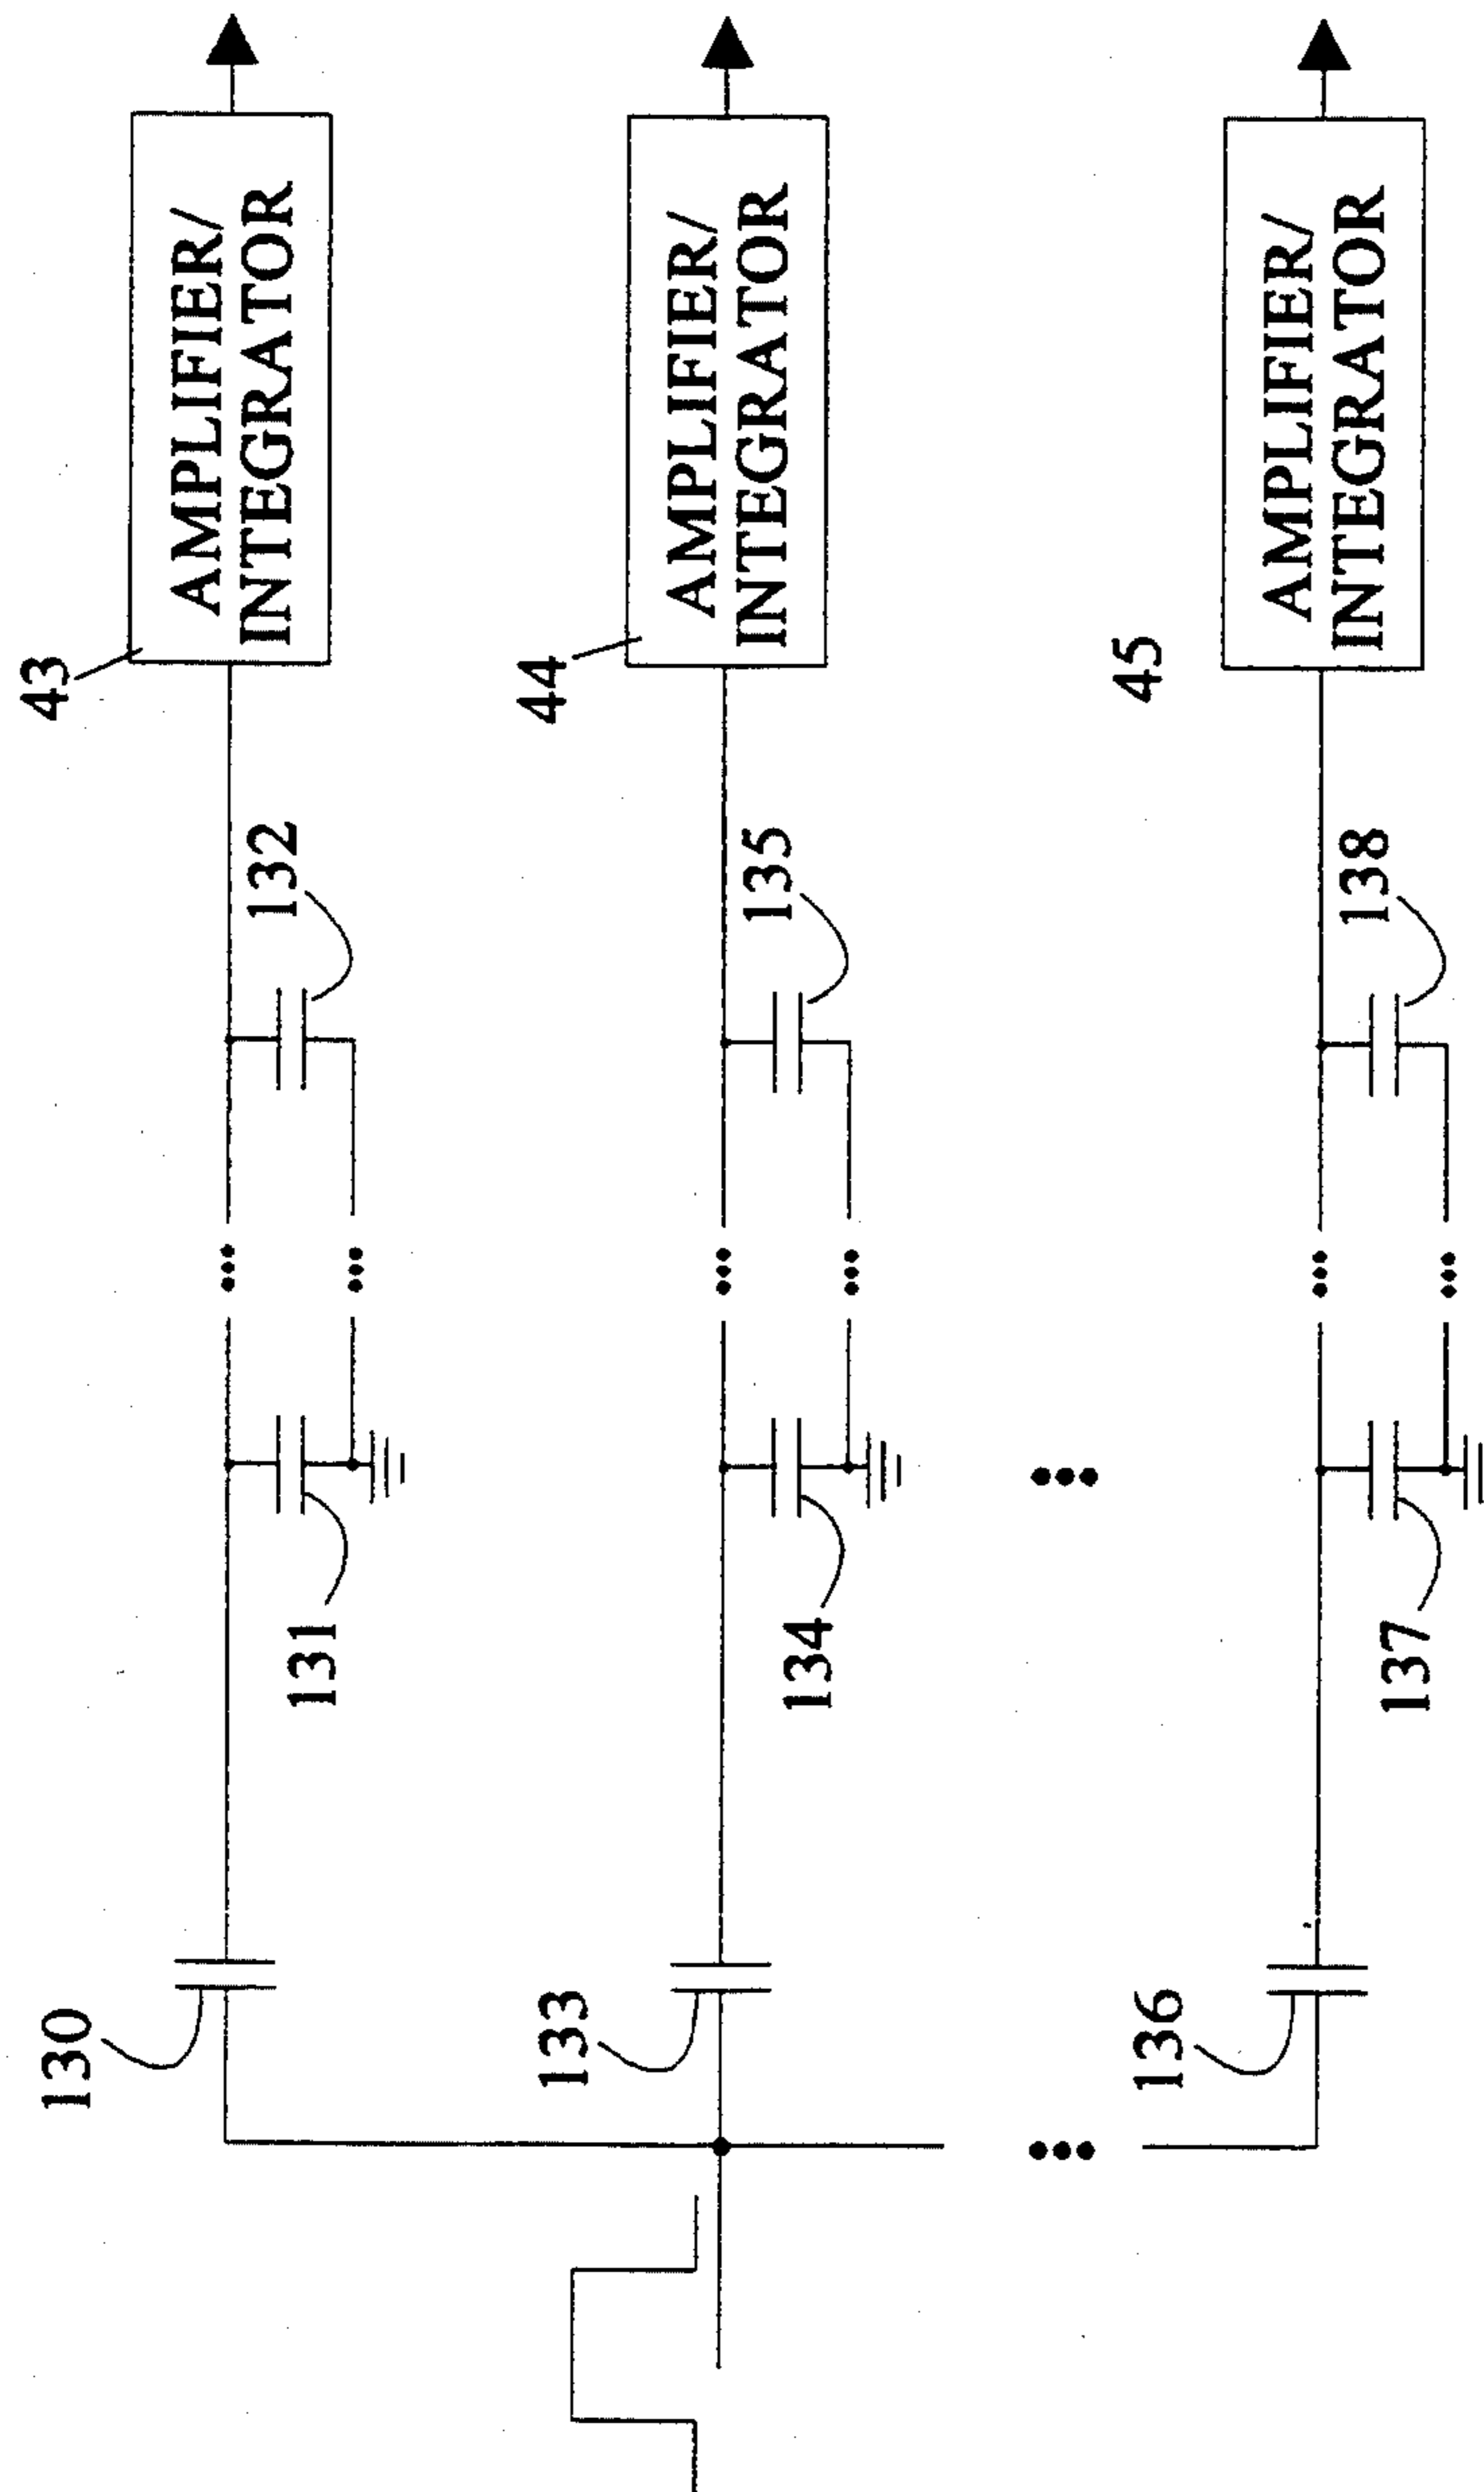 130
131
132
43
AMPLIFIER/
INTEGRATOR
133
134
135
44
AMPLIFIER/
INTEGRATOR
136
137
138
45
AMPLIFIER/
INTEGRATOR